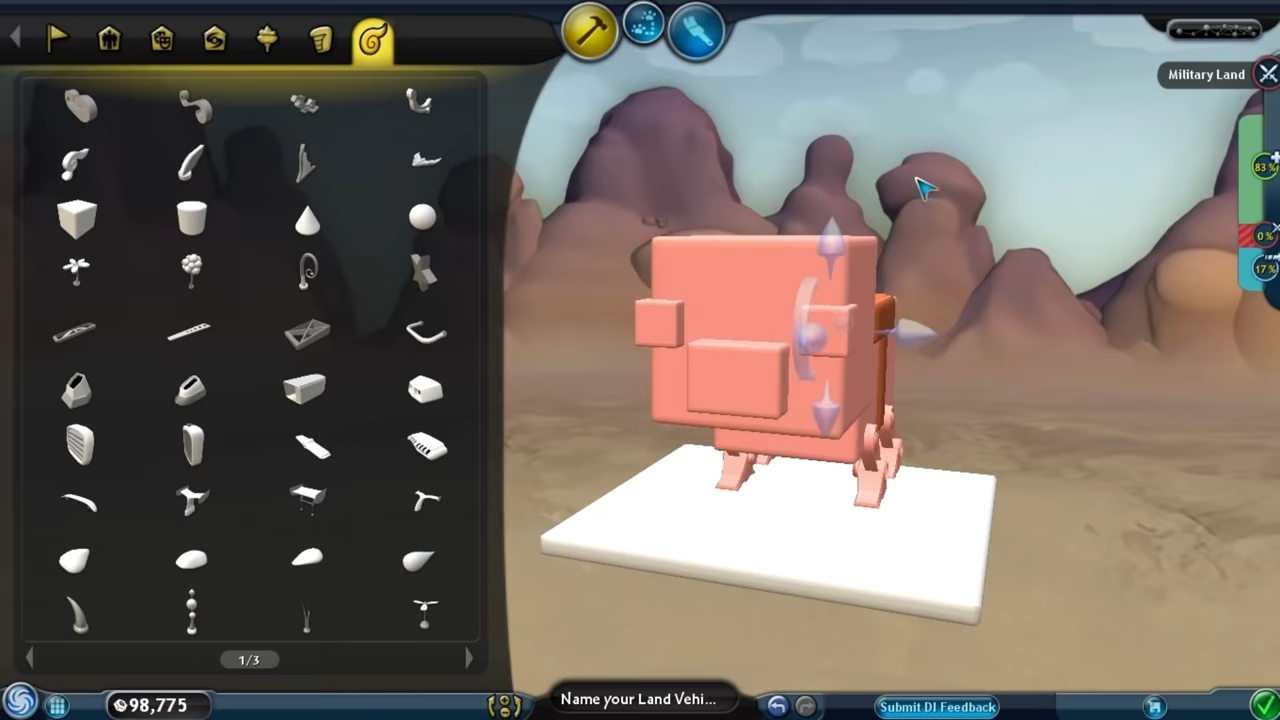 Military Land
83 %
0 %
17 %
1/3
98,775
Name your Land Vehi...
Submit DI Feedback